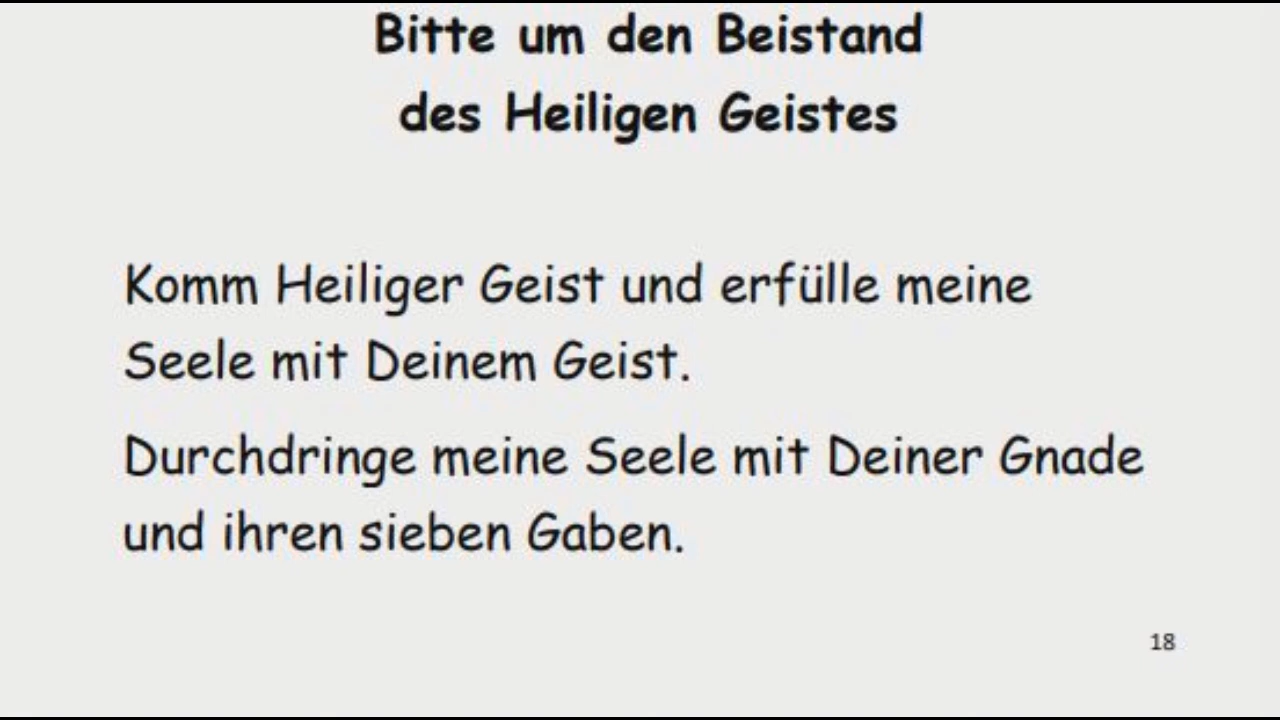 Bitte um den Beistand
des Heiligen Geistes
Komm Heiliger Geist und erfülle meine
Seele mit Deinem Geist.
Durchdringe meine Seele mit Deiner Gnade
und ihren sieben Gaben.
18